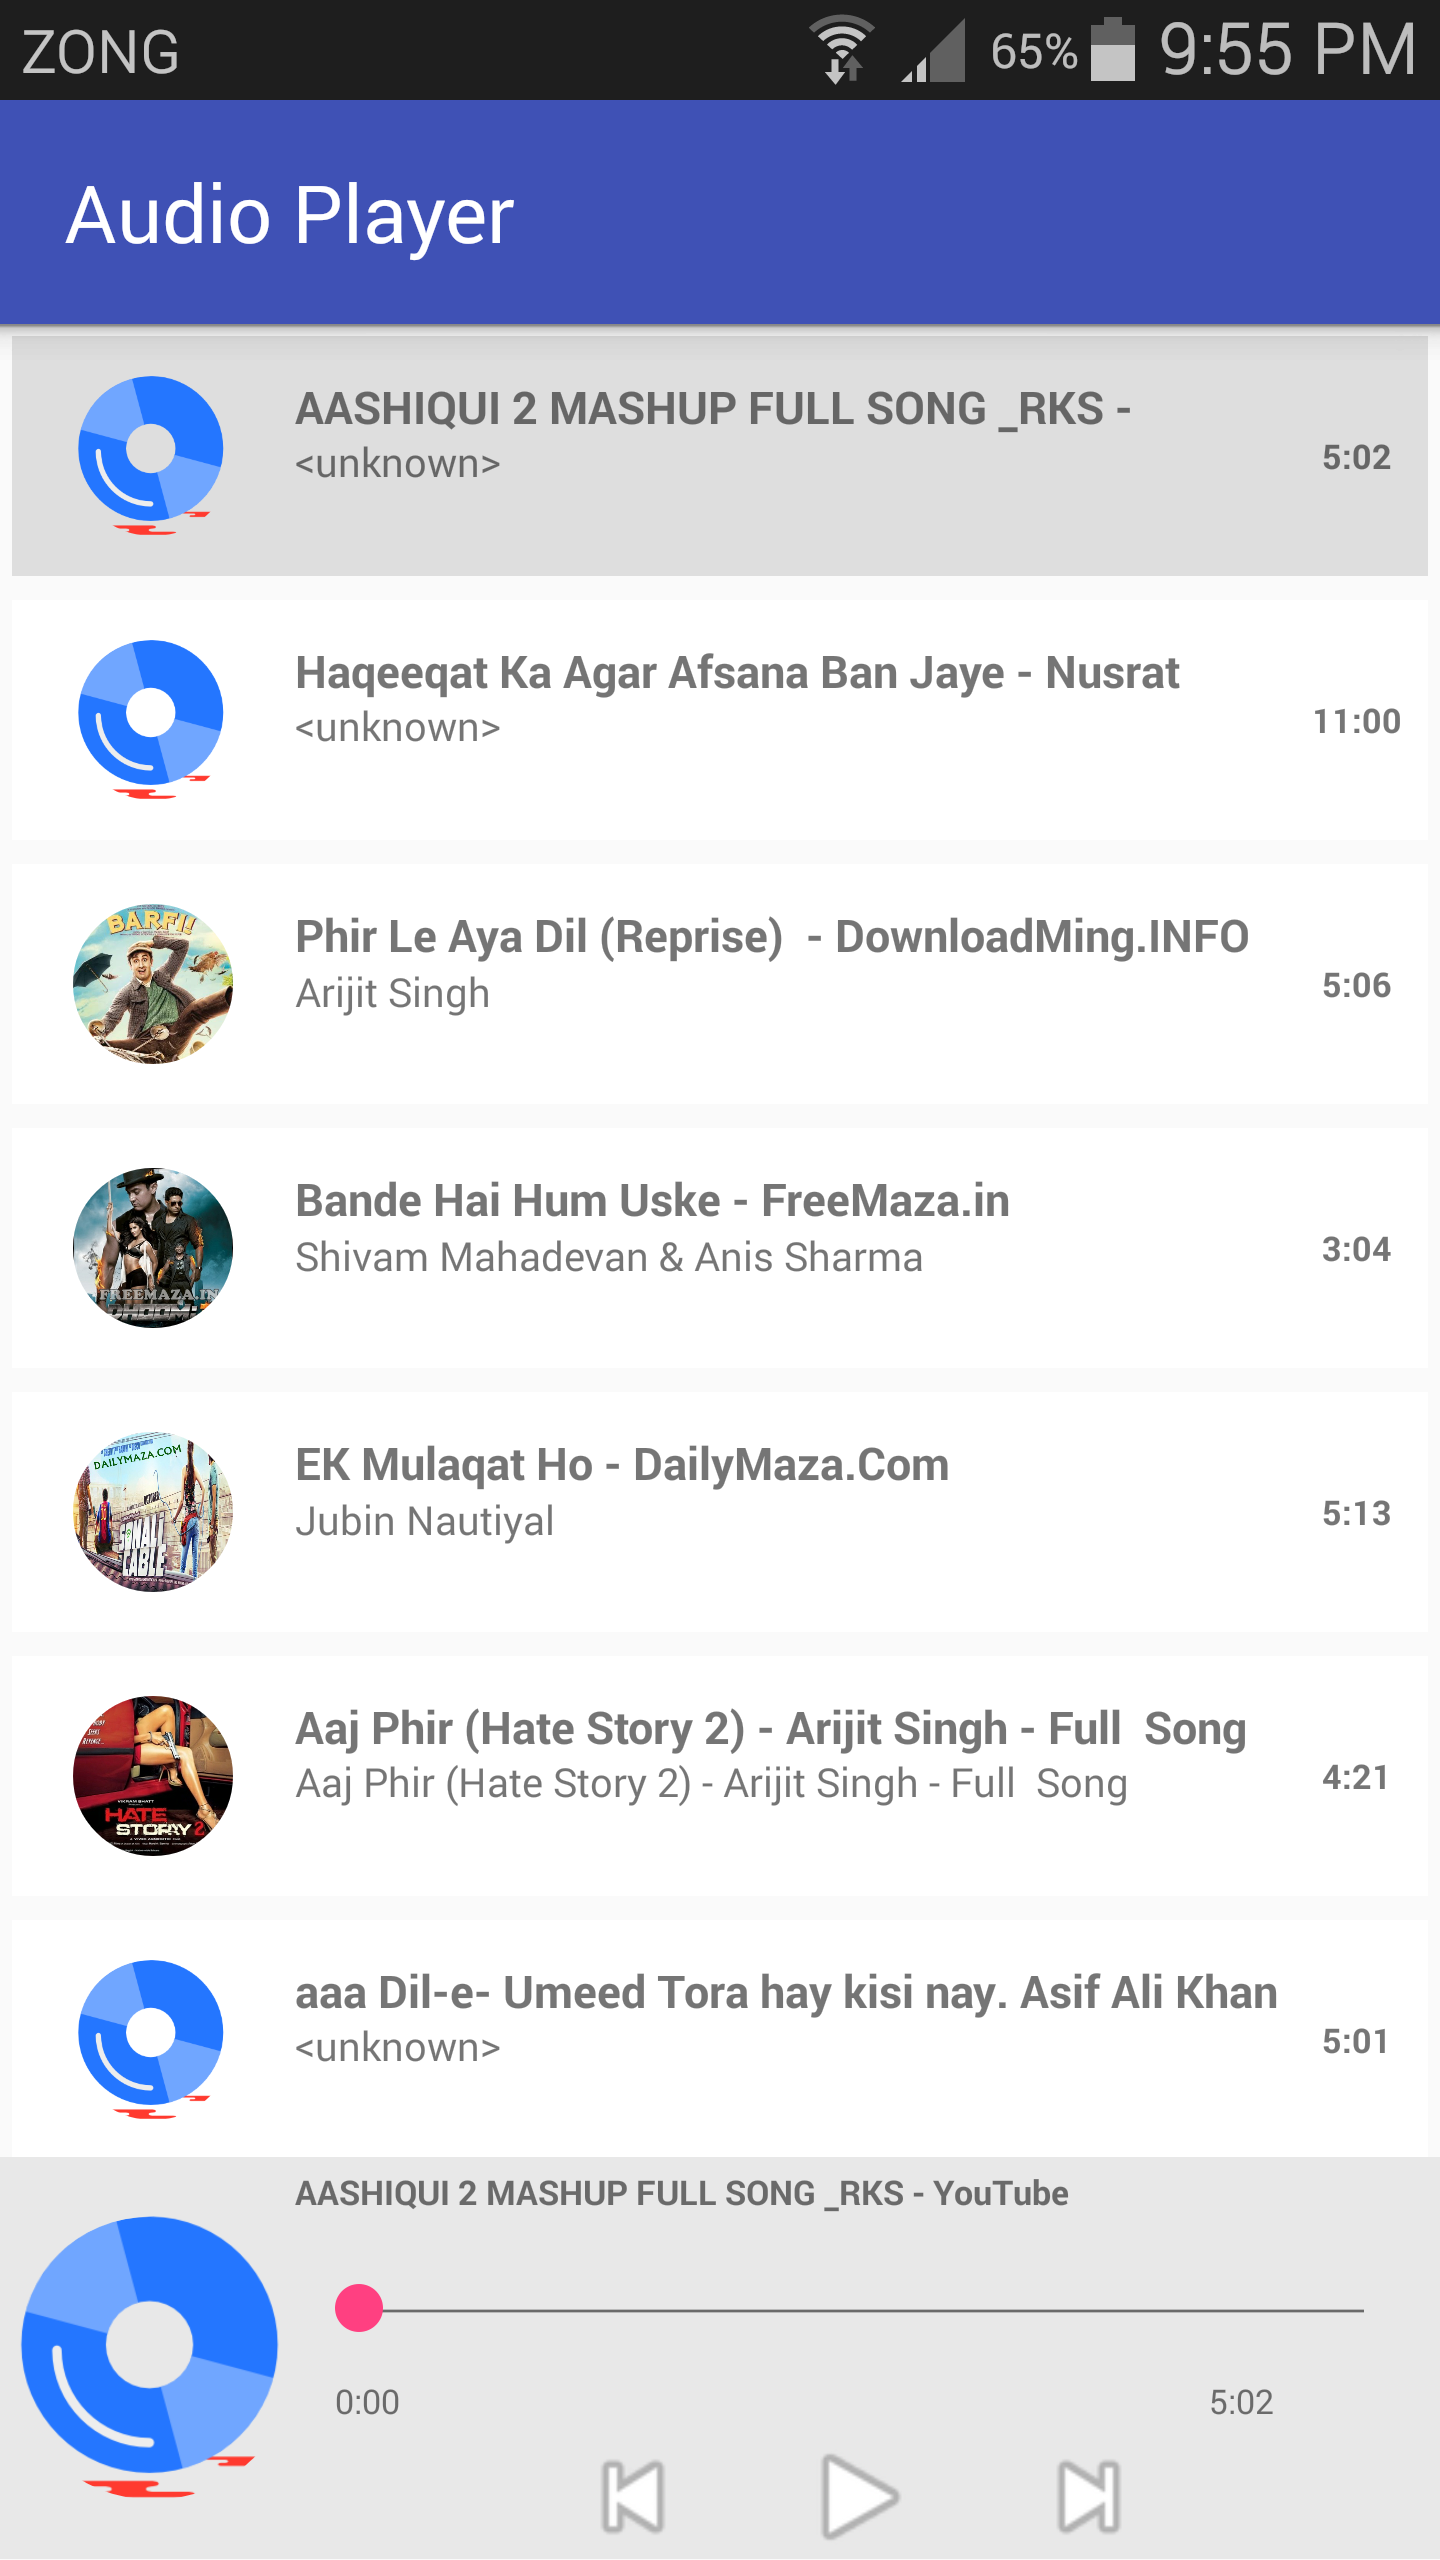 ZONG 65% 9:55 PM
Audio Player
AASHIQUI 2 MASHUP FULL SONG _RKS -
<unknown>
5:02
Haqeeqat Ka Agar Afsana Ban Jaye - Nusrat
<unknown>
11:00
BARFI!
Phir Le Aya Dil (Reprise)  - DownloadMing.INFO
Arijit Singh
5:06
FREEMAZA.IN
DHOOM:
Bande Hai Hum Uske - FreeMaza.in
Shivam Mahadevan & Anis Sharma
3:04
DAILYMAZA.COM
SONALI
CABLE
EK Mulaqat Ho - DailyMaza.Com
Jubin Nautiyal
5:13
HATE
STORY 2
Aaj Phir (Hate Story 2) - Arijit Singh - Full  Song
Aaj Phir (Hate Story 2) - Arijit Singh - Full  Song
4:21
aaa Dil-e- Umeed Tora hay kisi nay. Asif Ali Khan
<unknown>
5:01
AASHIQUI 2 MASHUP FULL SONG _RKS - YouTube
0:00 5:02